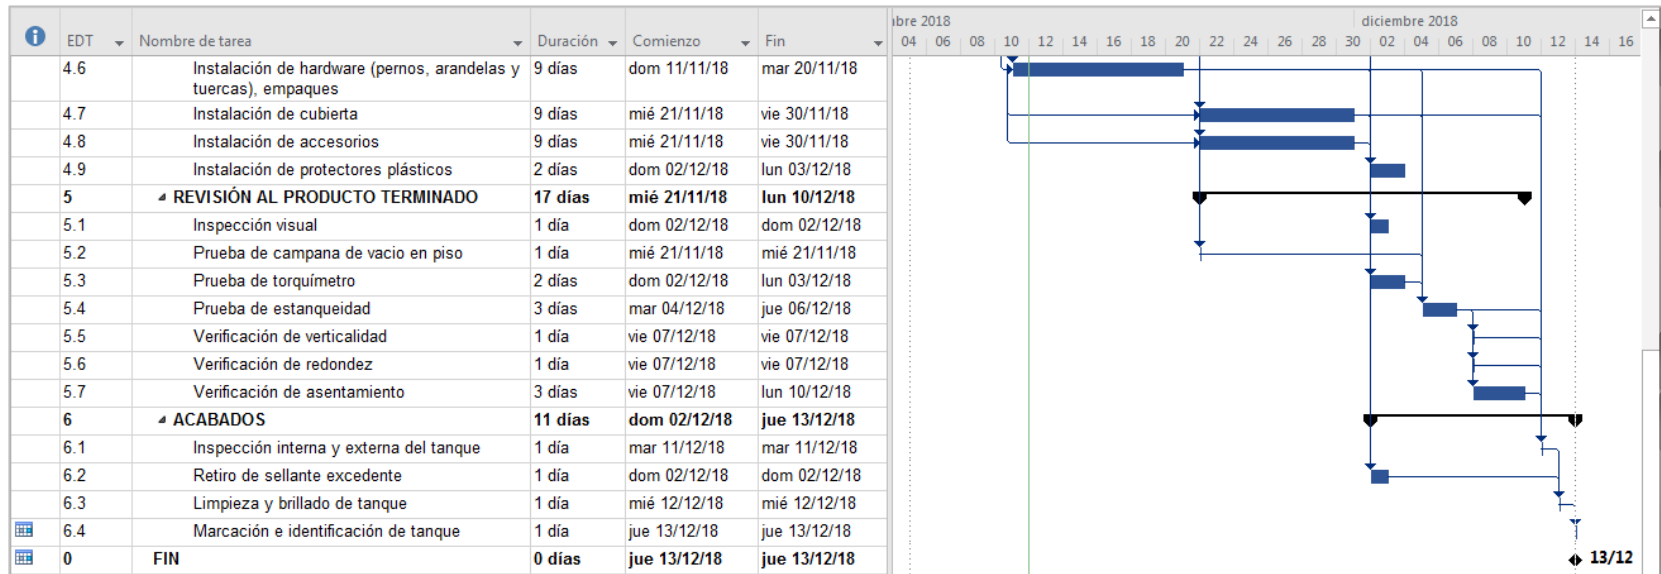 ibre 2018 diciembre 2018
EDT Nombre de tarea Duración Comienzo Fin 04 06 08 10 12 14 16 18 20 22 24 26 28 30 02 04 06 08 10 12 14 16
4.6 Instalación de hardware (pernos, arandelas y 9 días dom 11/11/18 mar 20/11/18
tuercas), empaques
4.7 Instalación de cubierta 9 días mié 21/11/18 vie 30/11/18
4.8 Instalación de accesorios 9 días mié 21/11/18 vie 30/11/18
4.9 Instalación de protectores plásticos 2 días dom 02/12/18 lun 03/12/18
5 REVISIÓN AL PRODUCTO TERMINADO 17 días mié 21/11/18 lun 10/12/18
5.1 Inspección visual 1 día dom 02/12/18 dom 02/12/18
5.2 Prueba de campana de vacio en piso 1 día mié 21/11/18 mié 21/11/18
5.3 Prueba de torquímetro 2 días dom 02/12/18 lun 03/12/18
5.4 Prueba de estanqueidad 3 días mar 04/12/18 jue 06/12/18
5.5 Verificación de verticalidad 1 día vie 07/12/18 vie 07/12/18
5.6 Verificación de redondez 1 día vie 07/12/18 vie 07/12/18
5.7 Verificación de asentamiento 3 días vie 07/12/18 lun 10/12/18
6 ACABADOS 11 días dom 02/12/18 jue 13/12/18
6.1 Inspección interna y externa del tanque 1 día mar 11/12/18 mar 11/12/18
6.2 Retiro de sellante excedente 1 día dom 02/12/18 dom 02/12/18
6.3 Limpieza y brillado de tanque 1 día mié 12/12/18 mié 12/12/18
6.4 Marcación e identificación de tanque 1 día jue 13/12/18 jue 13/12/18
0 FIN 0 días jue 13/12/18 jue 13/12/18 13/12